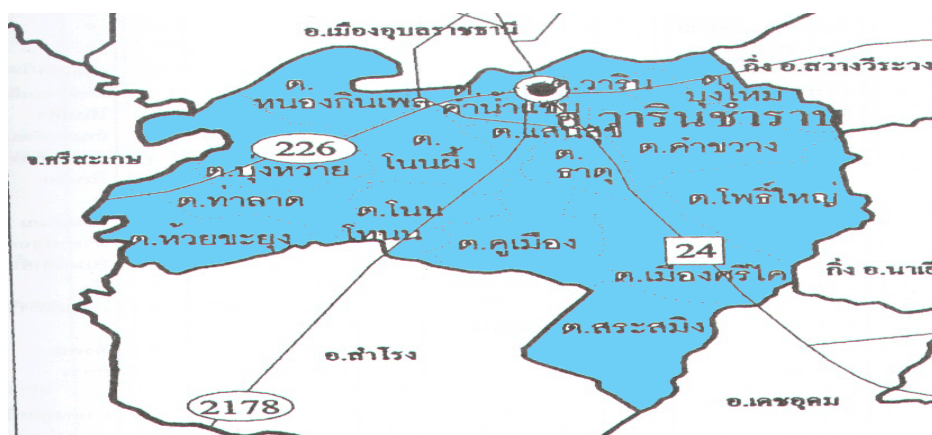 อ.เมืองอุบลราชธานี
กิ่ง อ.สว่างวีระวง
ต.
หนองกินเพล
ต.
คำน้ำแซบ
ต.วาริน
ต.
บุ่งไหม
อ.วารินชำราบ
ต.แสนสุข
226
ต.
โนนผึ้ง
ต.
ธาตุ
ต.คำขวาง
จ.ศรีสะเกษ
ต.บุ่งหวาย
ต.ท่าลาด
ต.โนน
โหนน
ต.โพธิ์ใหญ่
ต.ห้วยขะยุง
ต.คูเมือง
24
ต.เมืองศรีไค
กิ่ง อ.นาเยี
ต.สระสมิง
อ.สำโรง
2178
อ.เดชอุดม